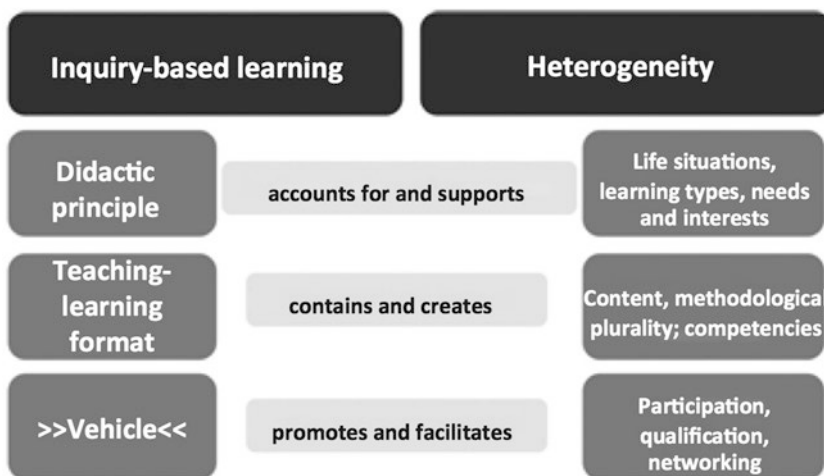 Inquiry-based learning
Heterogeneity
Didactic
principle
accounts for and supports
Life situations,
learning types, needs
and interests
Teaching-
learning
format
contains and creates
Content, methodological
plurality; competencies
>>Vehicle<<
promotes and facilitates
Participation,
qualification,
networking